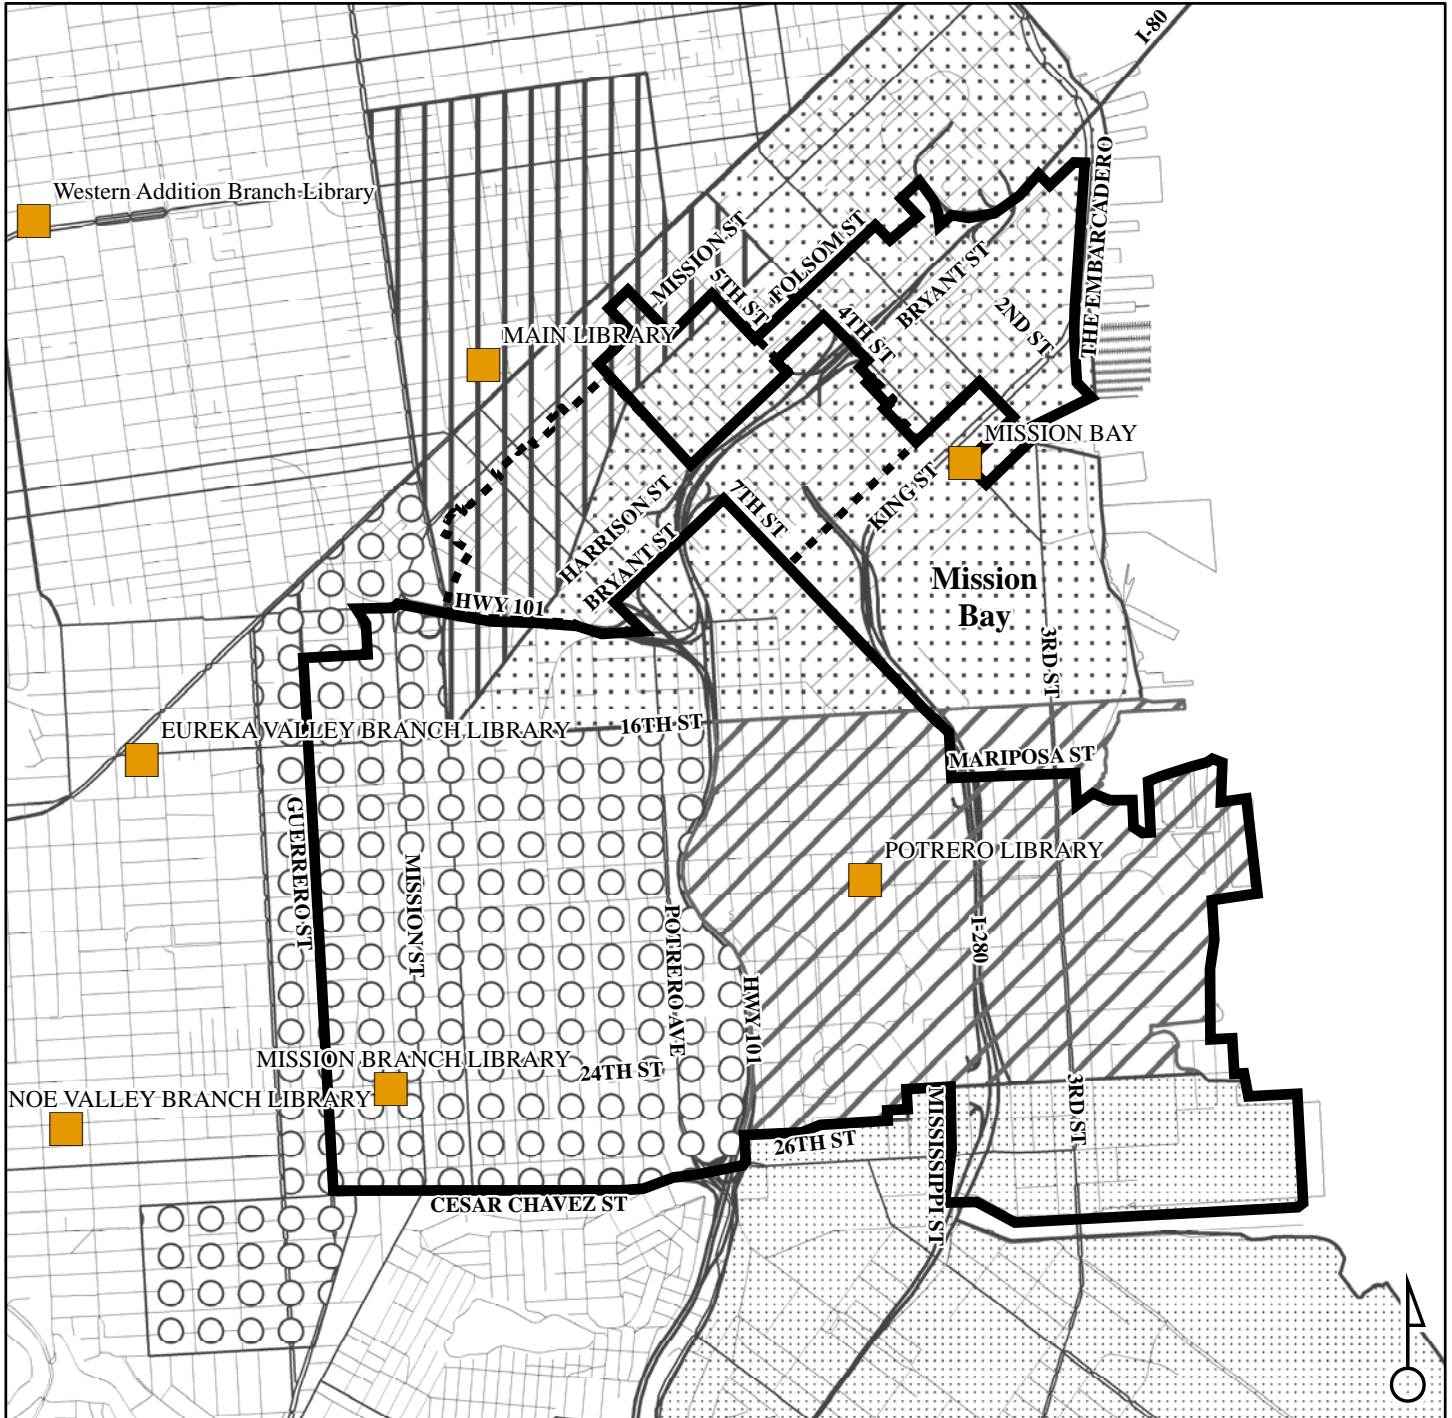 I-80
THE EMBARCADERO
Western Addition Branch Library
MISSION ST
5TH ST
FOLSOM ST
BRYANT ST
2ND ST
4TH ST
MAIN LIBRARY
MISSION BAY
KING ST
7TH ST
HARRISON ST
BRYANT ST
HWY 101
Mission
Bay
3RD ST
EUREKA VALLEY BRANCH LIBRARY
16TH ST
MARIPOSA ST
GUERRERO ST
MISSION ST
POTRERO LIBRARY
POTRERO AVE
I-280
HWY 101
MISSION BRANCH LIBRARY
24TH ST
NOE VALLEY BRANCH LIBRARY
3RD ST
26TH ST
MISSISSIPPI ST
CESAR CHAVEZ ST